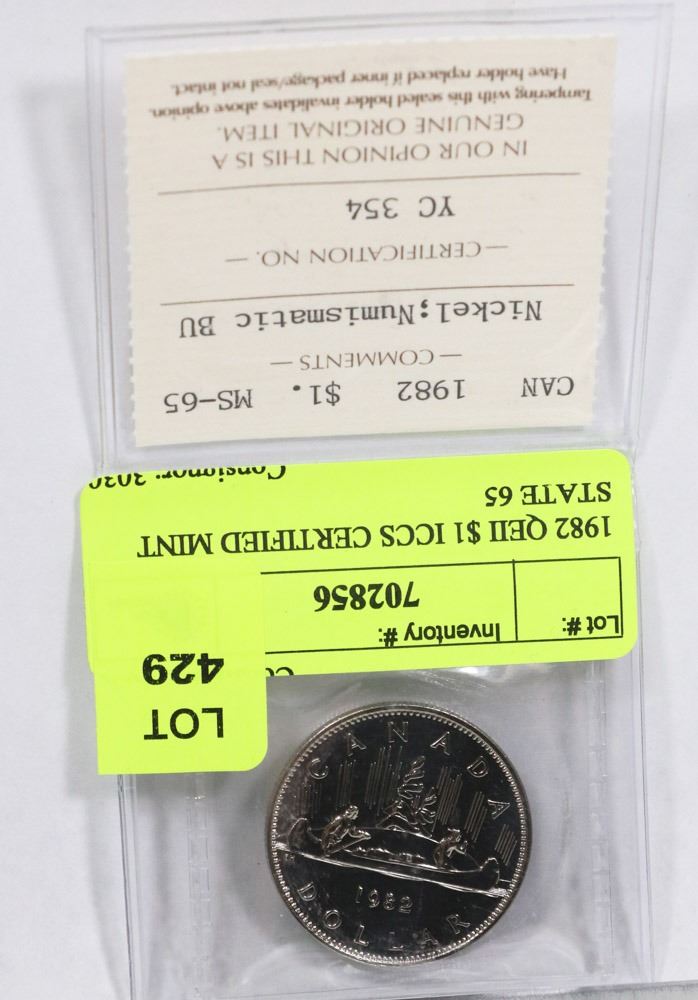 CAN 1982 $1. MS-65
— COMMENTS —
Nickel;Numismatic BU
— CERTIFICATION NO. —
YC 354
IN OUR OPINION THIS IS A
GENUINE ORIGINAL ITEM.
Tampering with this sealed holder invalidates above opinion.
Have holder replaced if inner package/seal not intact.
LOT
429
Lot #: Inventory #:
702856
1982 QEII $1 ICCS CERTIFIED MINT
STATE 65
Consignor: 3030
CANADA
1982
DOLLAR